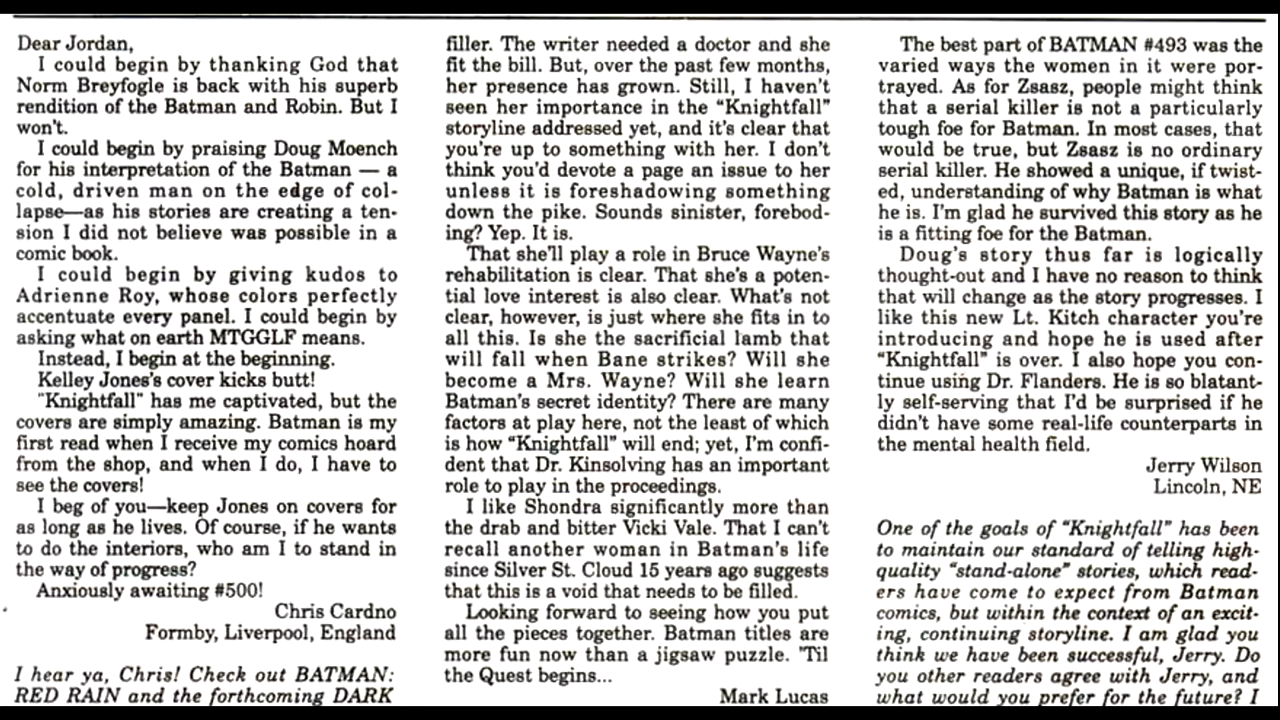 Dear Jordan,
I could begin by thanking God that
Norm Breyfogle is back with his superb
rendition of the Batman and Robin. But I
won't.
I could begin by praising Doug Moench
for his interpretation of the Batman — a
cold, driven man on the edge of col-
lapse—as his stories are creating a ten-
sion I did not believe was possible in a
comic book.
I could begin by giving kudos to
Adrienne Roy, whose colors perfectly
accentuate every panel. I could begin by
asking what on earth MTGGLF means.
Instead, I begin at the beginning.
Kelley Jones's cover kicks butt!
"Knightfall" has me captivated, but the
covers are simply amazing. Batman is my
first read when I receive my comics hoard
from the shop, and when I do, I have to
see the covers!
I beg of you—keep Jones on covers for
as long as he lives. Of course, if he wants
to do the interiors, who am I to stand in
the way of progress?
Anxiously awaiting #500!
Chris Cardno
Formby, Liverpool, England
I hear ya, Chris! Check out BATMAN:
RED RAIN and the forthcoming DARK
filler. The writer needed a doctor and she
fit the bill. But, over the past few months,
her presence has grown. Still, I haven't
seen her importance in the "Knightfall"
storyline addressed yet, and it's clear that
you're up to something with her. I don't
think you'd devote a page an issue to her
unless it is foreshadowing something
down the pike. Sounds sinister, forebod-
ing? Yep. It is.
That she'll play a role in Bruce Wayne's
rehabilitation is clear. That she's a poten-
tial love interest is also clear. What's not
clear, however, is just where she fits in to
all this. Is she the sacrificial lamb that
will fall when Bane strikes? Will she
become a Mrs. Wayne? Will she learn
Batman's secret identity? There are many
factors at play here, not the least of which
is how "Knightfall" will end; yet, I'm confi-
dent that Dr. Kinsolving has an important
role to play in the proceedings.
I like Shondra significantly more than
the drab and bitter Vicki Vale. That I can't
recall another woman in Batman's life
since Silver St. Cloud 15 years ago suggests
that this is a void that needs to be filled.
Looking forward to seeing how you put
all the pieces together. Batman titles are
more fun now than a jigsaw puzzle. 'Til
the Quest begins...
Mark Lucas
The best part of BATMAN #493 was the
varied ways the women in it were por-
trayed. As for Zsasz, people might think
that a serial killer is not a particularly
tough foe for Batman. In most cases, that
would be true, but Zsasz is no ordinary
serial killer. He showed a unique, if twist-
ed, understanding of why Batman is what
he is. I'm glad he survived this story as he
is a fitting foe for the Batman.
Doug's story thus far is logically
thought-out and I have no reason to think
that will change as the story progresses. I
like this new Lt. Kitch character you're
introducing and hope he is used after
"Knightfall" is over. I also hope you con-
tinue using Dr. Flanders. He is so blatant-
ly self-serving that I'd be surprised if he
didn't have some real-life counterparts in
the mental health field.
Jerry Wilson
Lincoln, NE
One of the goals of "Knightfall" has been
to maintain our standard of telling high-
quality "stand-alone" stories, which read-
ers have come to expect from Batman
comics, but within the context of an excit-
ing, continuing storyline. I am glad you
think we have been successful, Jerry. Do
you other readers agree with Jerry, and
what would you prefer for the future? I